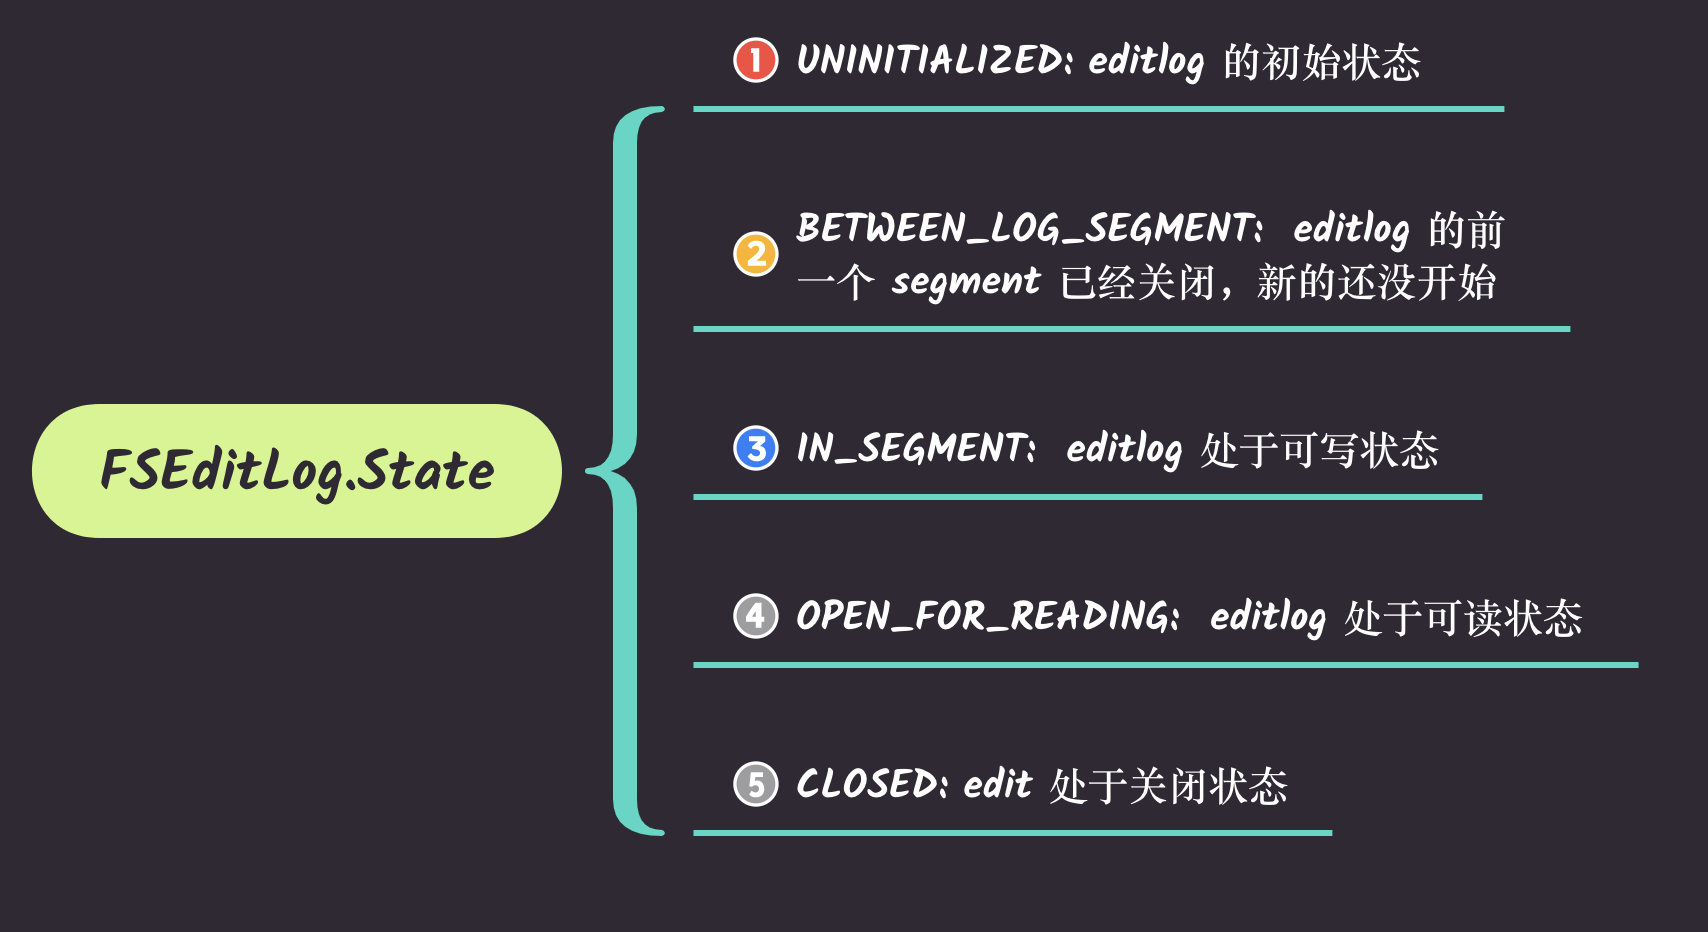 1 UNINITIALIZED: editlog 的初始状态
2 BETWEEN_LOG_SEGMENT: editlog 的前
一个 segment 已经关闭，新的还没开始
FSEditLog.State
3 IN_SEGMENT: editlog 处于可写状态
4 OPEN_FOR_READING: editlog 处于可读状态
5 CLOSED: edit 处于关闭状态